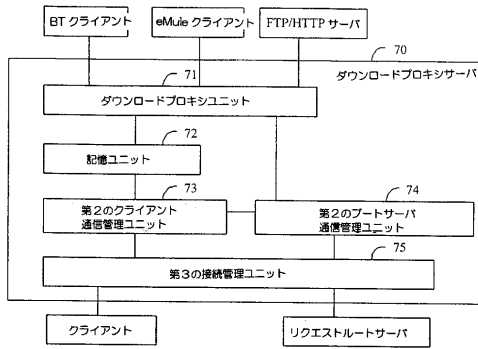 BT クライアント
eMule クライアント
FTP/HTTP サーバ
70
ダウンロードプロキシサーバ
71
ダウンロードプロキシユニット
72
記憶ユニット
73
第2のクライアント
通信管理ユニット
74
第2のブートサーバ
通信管理ユニット
75
第3の接続管理ユニット
クライアント
リクエストルートサーバ